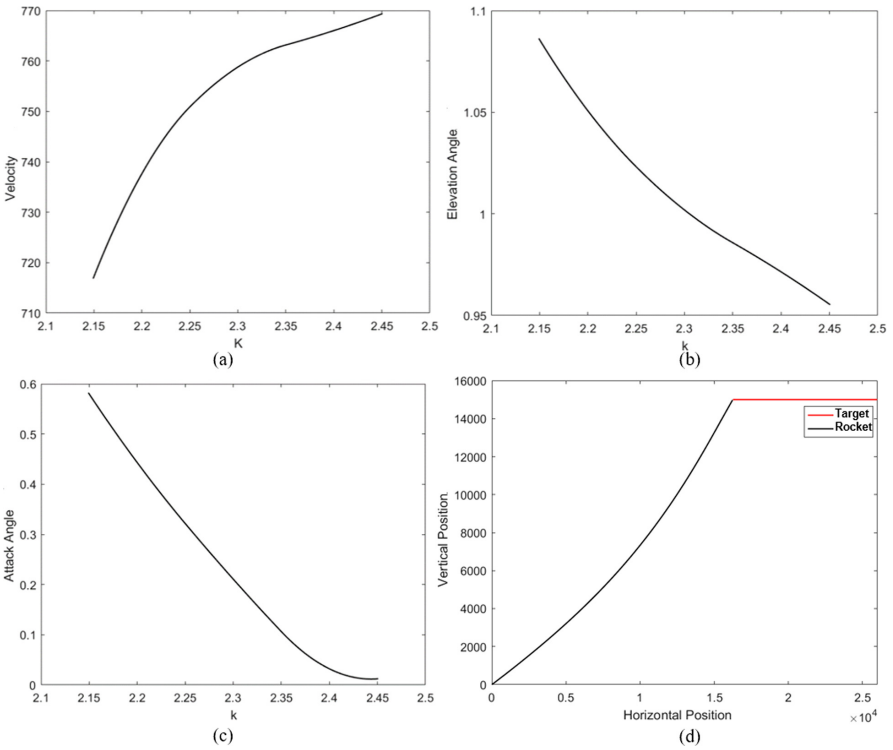 770
760
750
740
730
720
710
2.1 2.15 2.2 2.25 2.3 2.35 2.4 2.45 2.5
Velocity
K
(a)
1.1
1.05
1
0.95
2.1 2.15 2.2 2.25 2.3 2.35 2.4 2.45 2.5
Elevation Angle
k
(b)
0.6
0.5
0.4
0.3
0.2
0.1
0
2.1 2.15 2.2 2.25 2.3 2.35 2.4 2.45 2.5
Attack Angle
k
(c)
16000
14000
12000
10000
8000
6000
4000
2000
0
0 0.5 1 1.5 2 2.5
×10⁴
Vertical Position
Horizontal Position
Target
Rocket
(d)